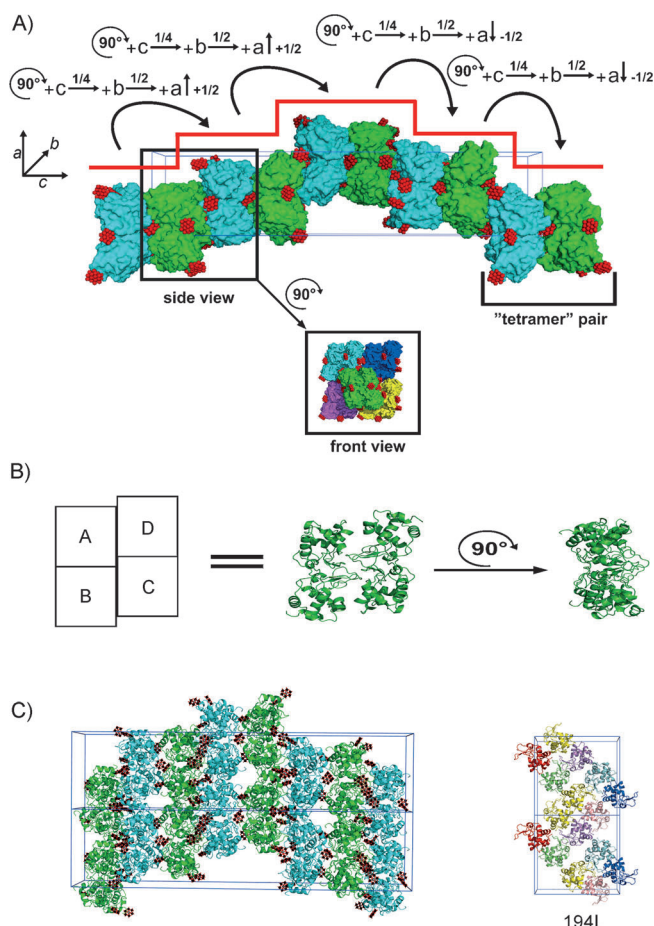 A)
90° +c 1/4 +b 1/2 +a +1/2
90° +c 1/4 +b 1/2 +a -1/2
90° +c 1/4 +b 1/2 +a +1/2
90° +c 1/4 +b 1/2 +a -1/2
a
b
c
side view
90°
"tetramer" pair
front view
B)
A
D
B
C
90°
C)
194L